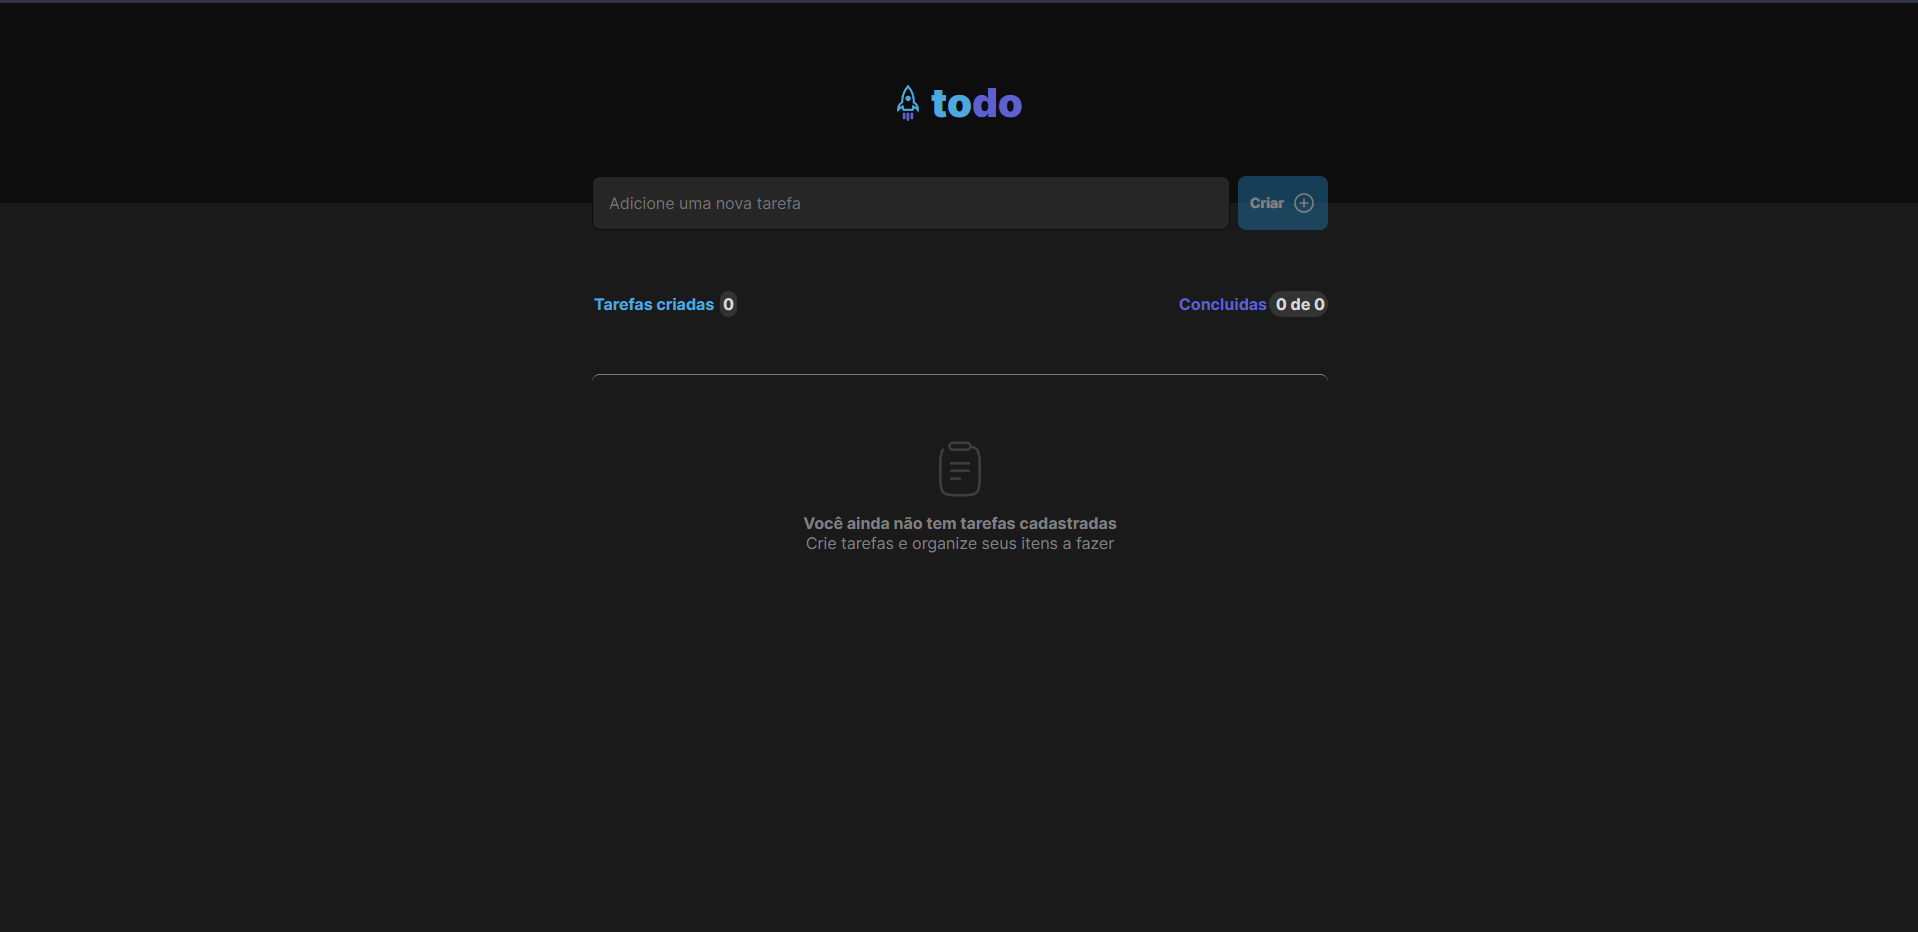 todo
Adicione uma nova tarefa
Criar
Tarefas criadas 0
Concluidas 0 de 0
Você ainda não tem tarefas cadastradas
Crie tarefas e organize seus itens a fazer